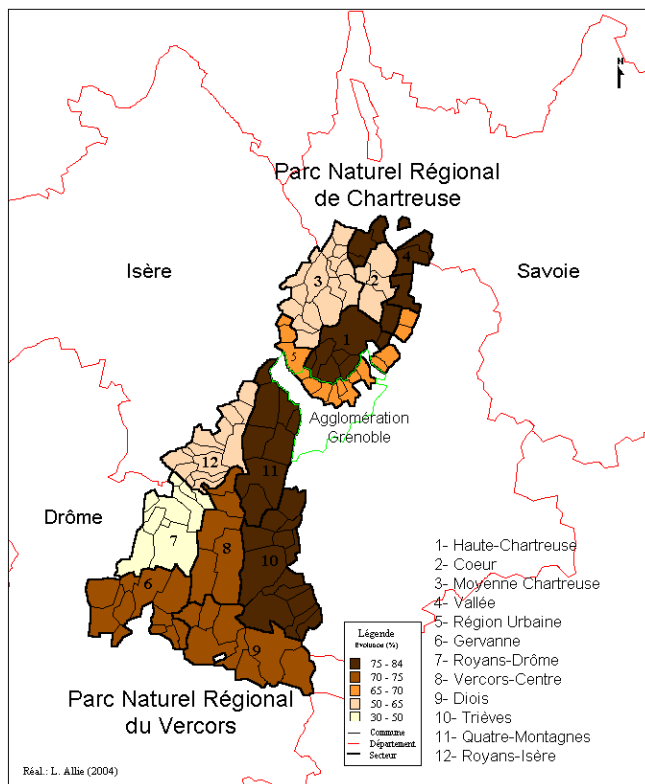 N
Parc Naturel Régional
de Chartreuse
Isère
Savoie
4
3
2
1
5
Agglomération
Grenoble
12
11
Drôme
7
8
10
6
9
1- Haute-Chartreuse
2- Coeur
3- Moyenne Chartreuse
4- Vallée
5- Région Urbaine
6- Gervanne
7- Royans-Drôme
8- Vercors-Centre
9- Diois
10- Trièves
11- Quatre-Montagnes
12- Royans-Isère
Légende
Evolution (%)
75 - 84
70 - 75
65 - 70
50 - 65
30 - 50
Commune
Département
Secteur
Parc Naturel Régional
du Vercors
Réal.: L. Allie (2004)